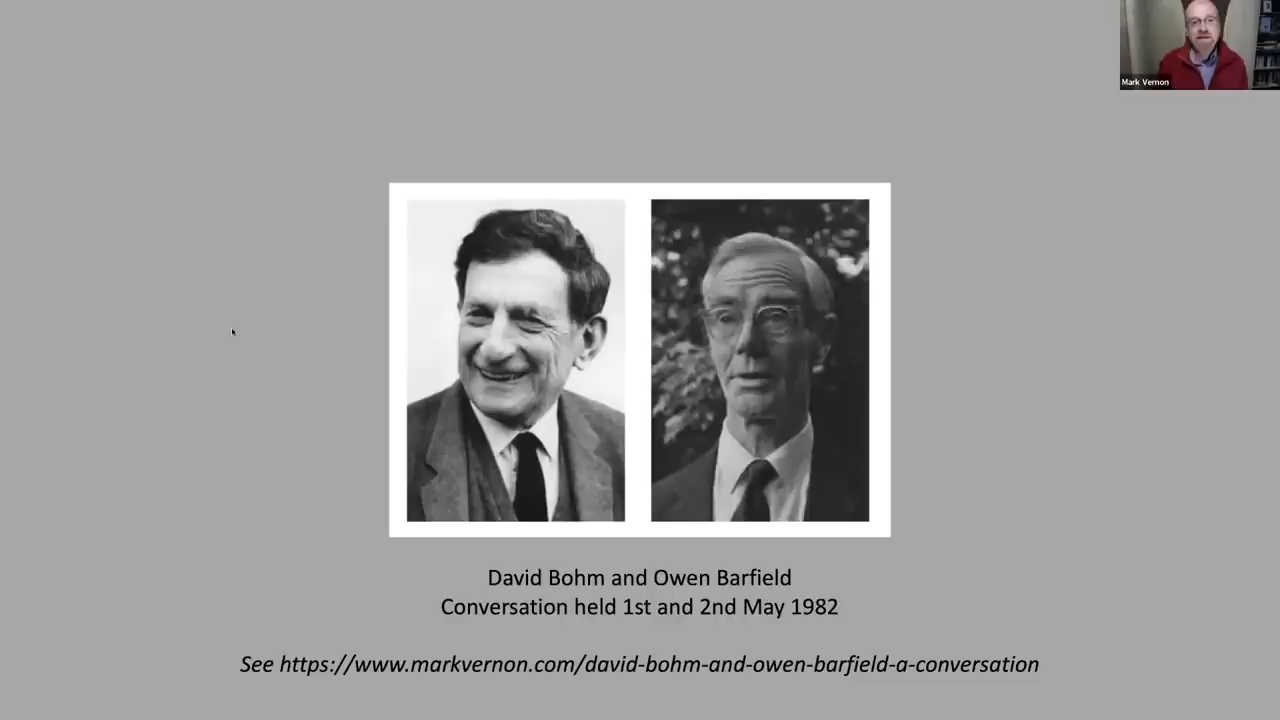 Mark Vernon
David Bohm and Owen Barfield
Conversation held 1st and 2nd May 1982
See https://www.markvernon.com/david-bohm-and-owen-barfield-a-conversation